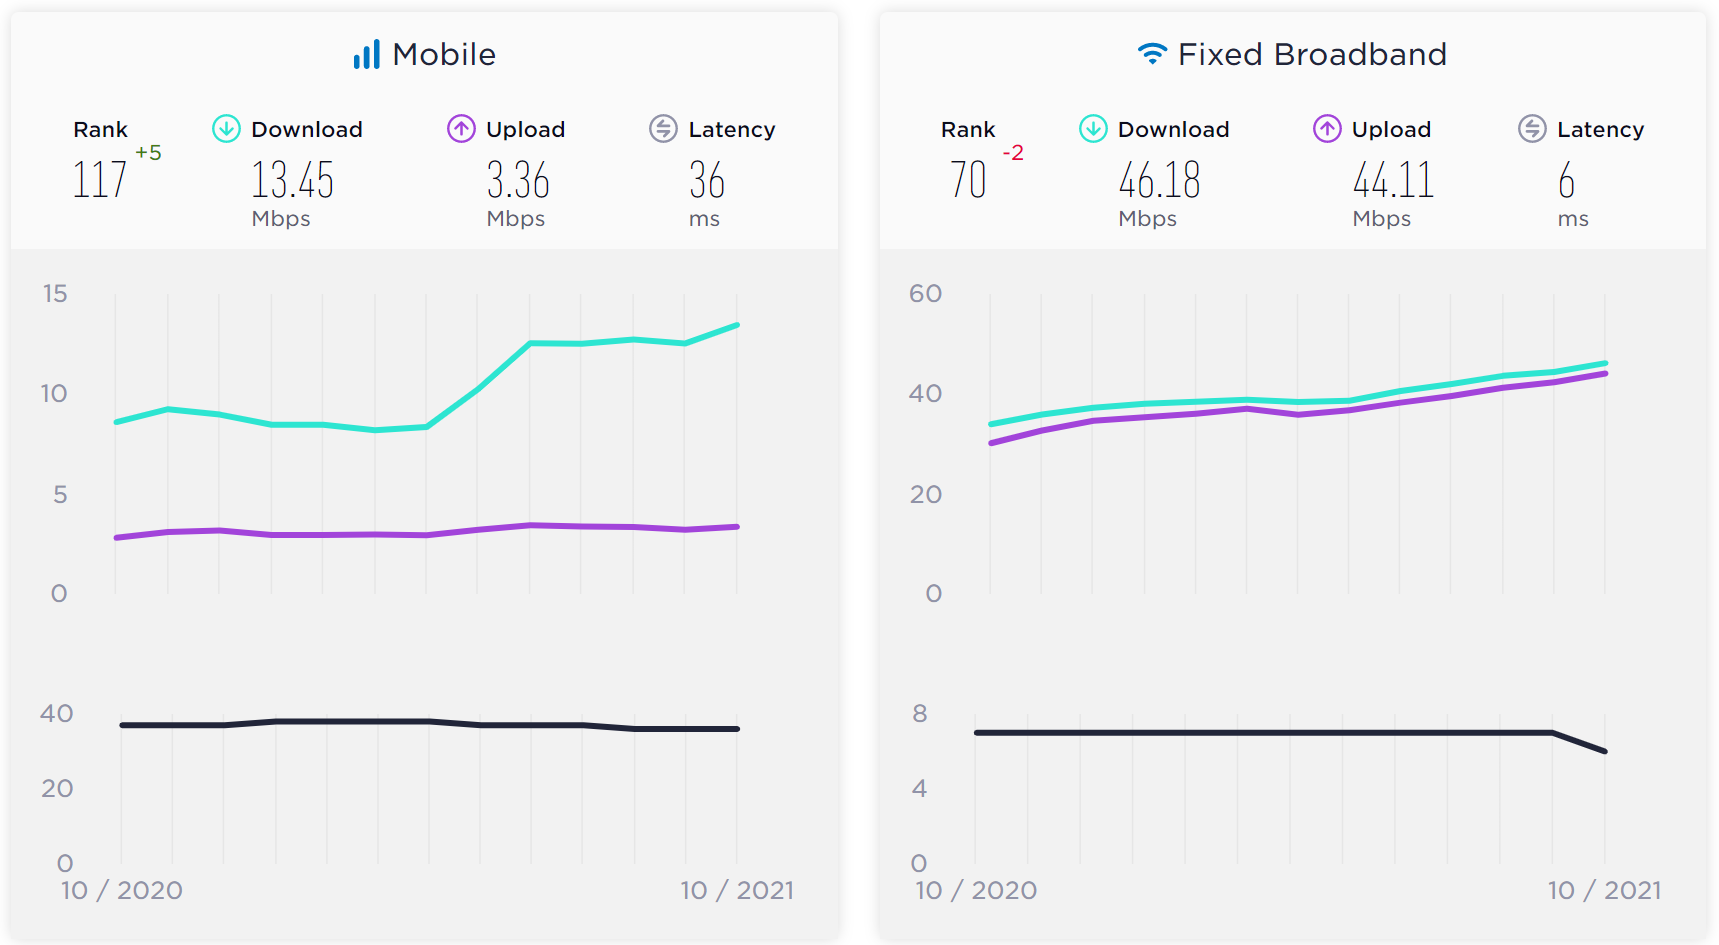 Mobile
Rank Download Upload Latency
117 +5 13.45 3.36 36
Mbps Mbps ms
15
10
5
0
40
20
0
10 / 2020 10 / 2021
Fixed Broadband
Rank Download Upload Latency
70 -2 46.18 44.11 6
Mbps Mbps ms
60
40
20
0
8
4
0
10 / 2020 10 / 2021